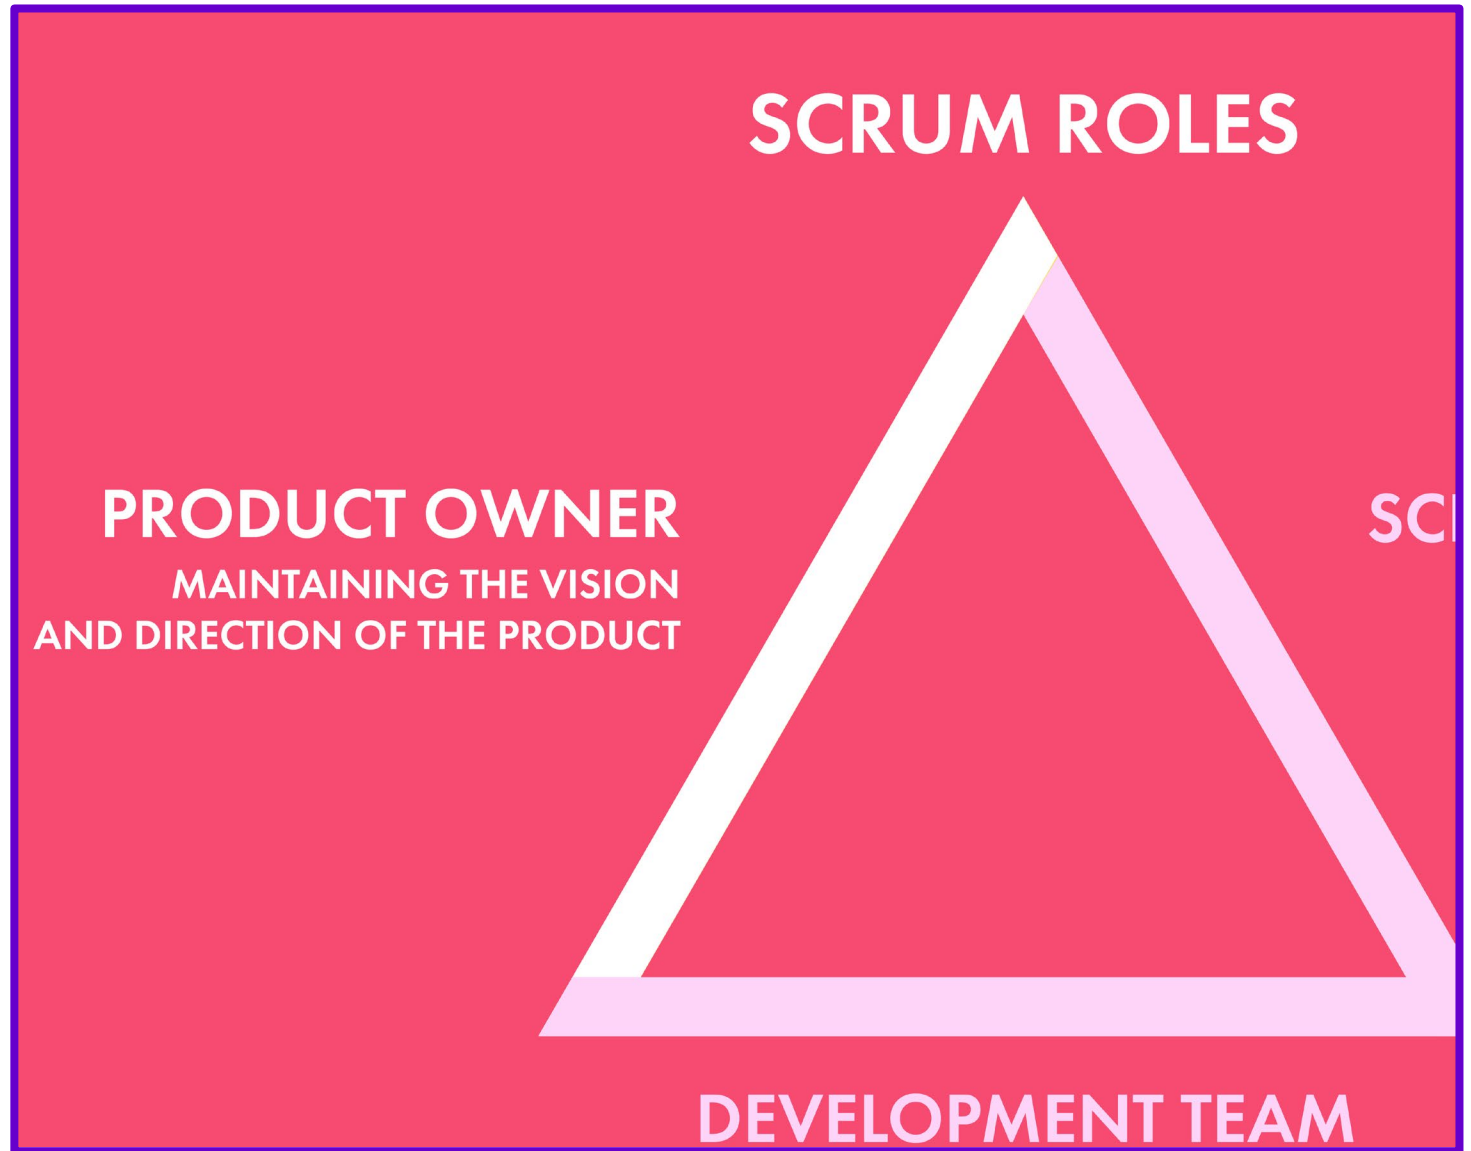 SCRUM ROLES
PRODUCT OWNER
MAINTAINING THE VISION
AND DIRECTION OF THE PRODUCT
DEVELOPMENT TEAM